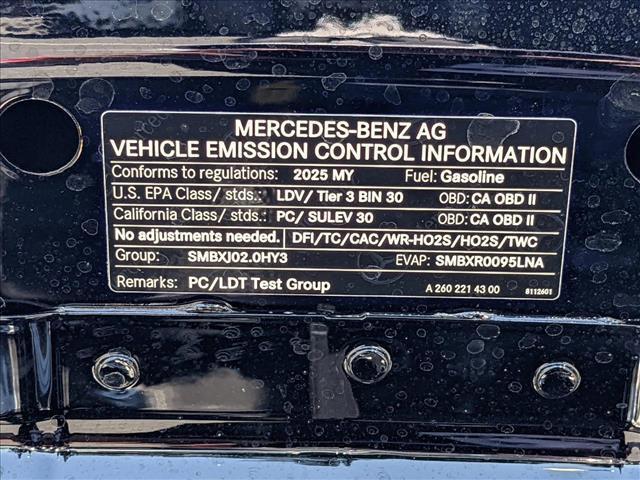 MERCEDES-BENZ AG
VEHICLE EMISSION CONTROL INFORMATION
Conforms to regulations: 2025 MY Fuel: Gasoline
U.S. EPA Class/ stds.: LDV/ Tier 3 BIN 30 OBD: CA OBD II
California Class/ stds.: PC/ SULEV 30 OBD: CA OBD II
No adjustments needed. DFI/TC/CAC/WR-HO2S/HO2S/TWC
Group: SMBXJ02.0HY3 EVAP: SMBXR0095LNA
Remarks: PC/LDT Test Group A 260 221 43 00 8112601